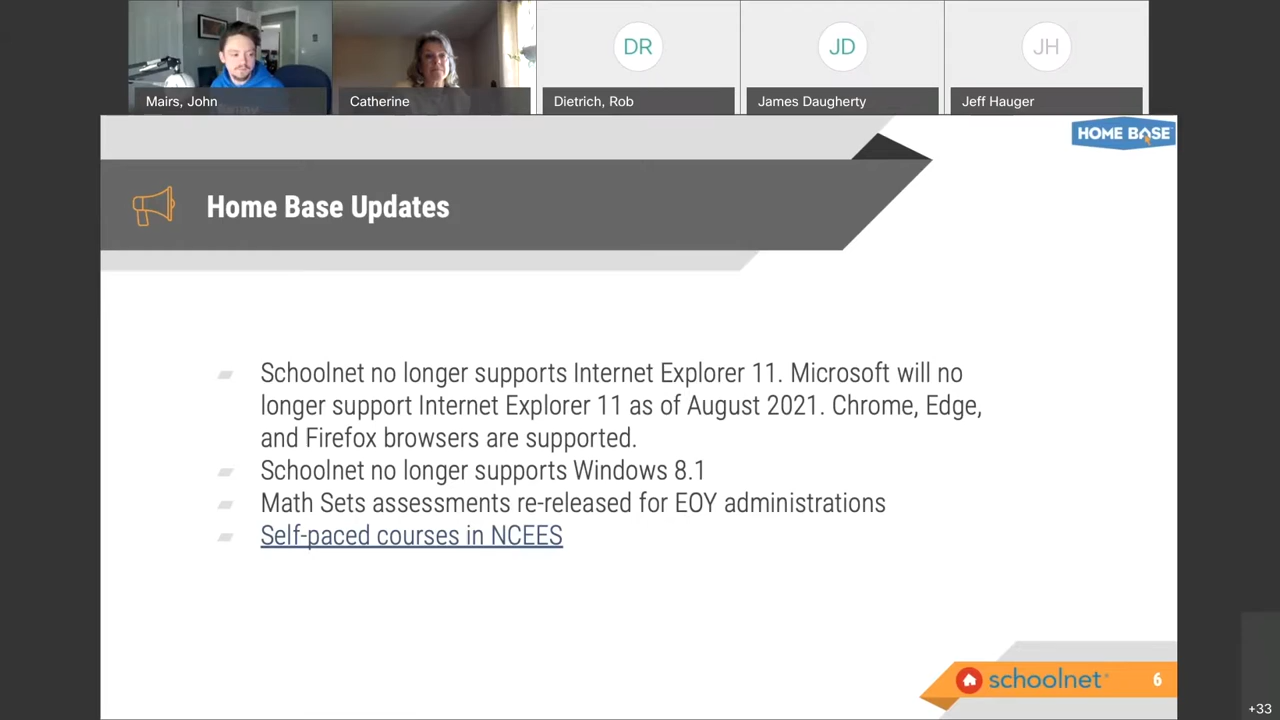 DR
JD
JH
Mairs, John
Catherine
Dietrich, Rob
James Daugherty
Jeff Hauger
HOME BASE
Home Base Updates
Schoolnet no longer supports Internet Explorer 11. Microsoft will no
longer support Internet Explorer 11 as of August 2021. Chrome, Edge,
and Firefox browsers are supported.
Schoolnet no longer supports Windows 8.1
Math Sets assessments re-released for EOY administrations
Self-paced courses in NCEES
schoolnet
6
+33